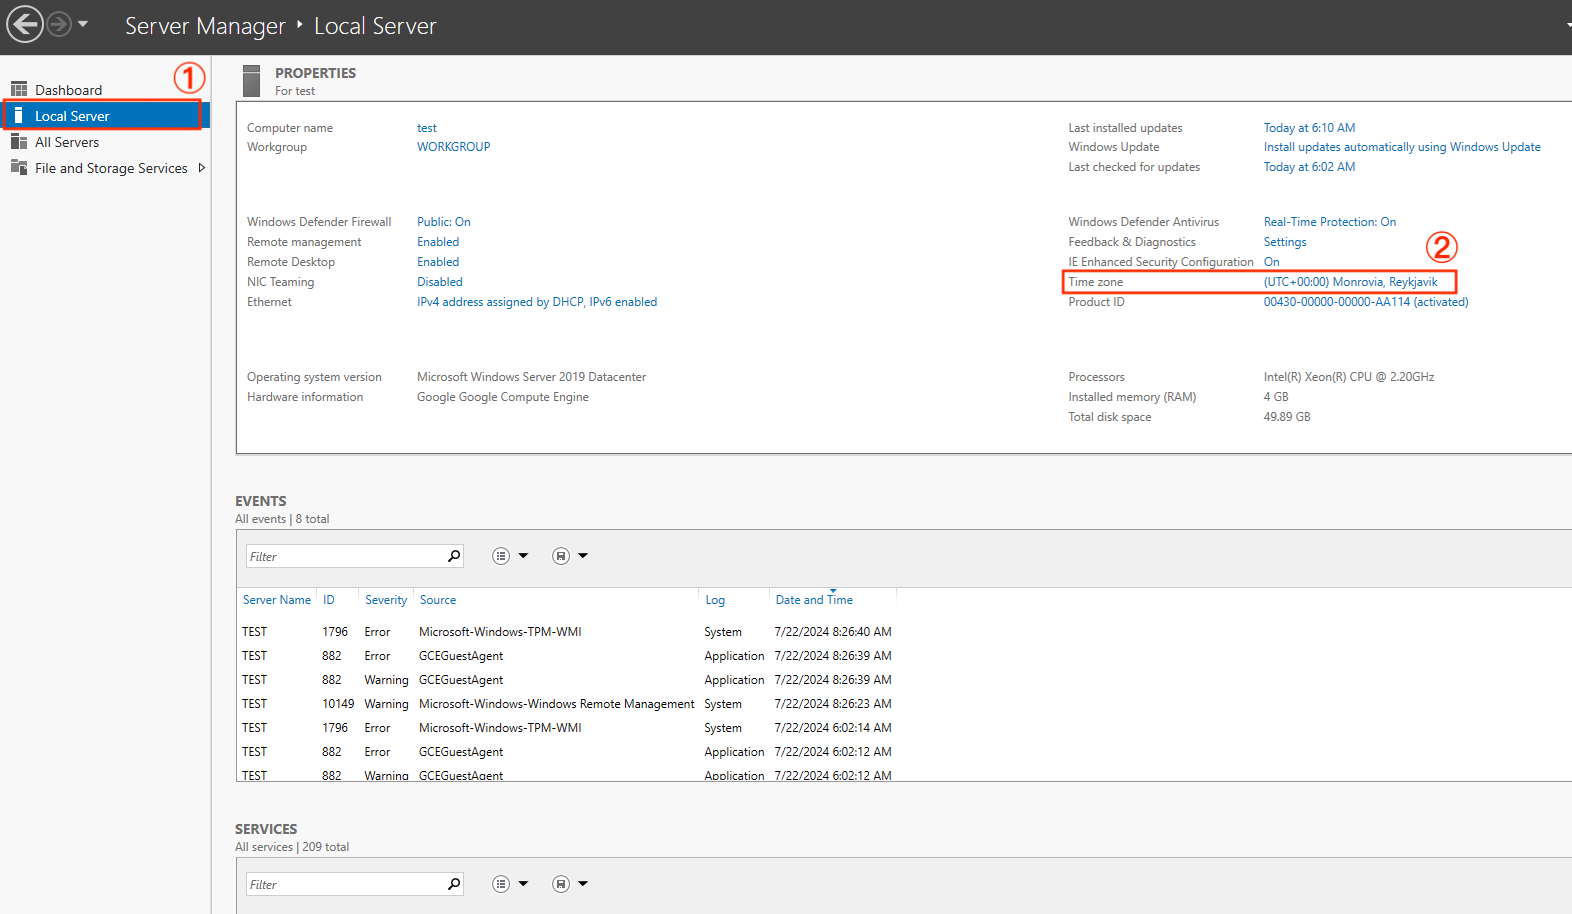 Server Manager ‣ Local Server
①
Dashboard
Local Server
All Servers
File and Storage Services
PROPERTIES
For test
Computer name test
Workgroup WORKGROUP
Last installed updates Today at 6:10 AM
Windows Update Install updates automatically using Windows Update
Last checked for updates Today at 6:02 AM
Windows Defender Firewall Public: On
Remote management Enabled
Remote Desktop Enabled
NIC Teaming Disabled
Ethernet IPv4 address assigned by DHCP, IPv6 enabled
Windows Defender Antivirus Real-Time Protection: On
Feedback & Diagnostics Settings
②
IE Enhanced Security Configuration On
Time zone (UTC+00:00) Monrovia, Reykjavik
Product ID 00430-00000-00000-AA114 (activated)
Operating system version Microsoft Windows Server 2019 Datacenter
Hardware information Google Google Compute Engine
Processors Intel(R) Xeon(R) CPU @ 2.20GHz
Installed memory (RAM) 4 GB
Total disk space 49.89 GB
EVENTS
All events | 8 total
Filter
Server Name ID Severity Source Log Date and Time
TEST 1796 Error Microsoft-Windows-TPM-WMI System 7/22/2024 8:26:40 AM
TEST 882 Error GCEGuestAgent Application 7/22/2024 8:26:39 AM
TEST 882 Warning GCEGuestAgent Application 7/22/2024 8:26:39 AM
TEST 10149 Warning Microsoft-Windows-Windows Remote Management System 7/22/2024 8:26:23 AM
TEST 1796 Error Microsoft-Windows-TPM-WMI System 7/22/2024 6:02:14 AM
TEST 882 Error GCEGuestAgent Application 7/22/2024 6:02:12 AM
TEST 882 Warning GCEGuestAgent Application 7/22/2024 6:02:12 AM
SERVICES
All services | 209 total
Filter